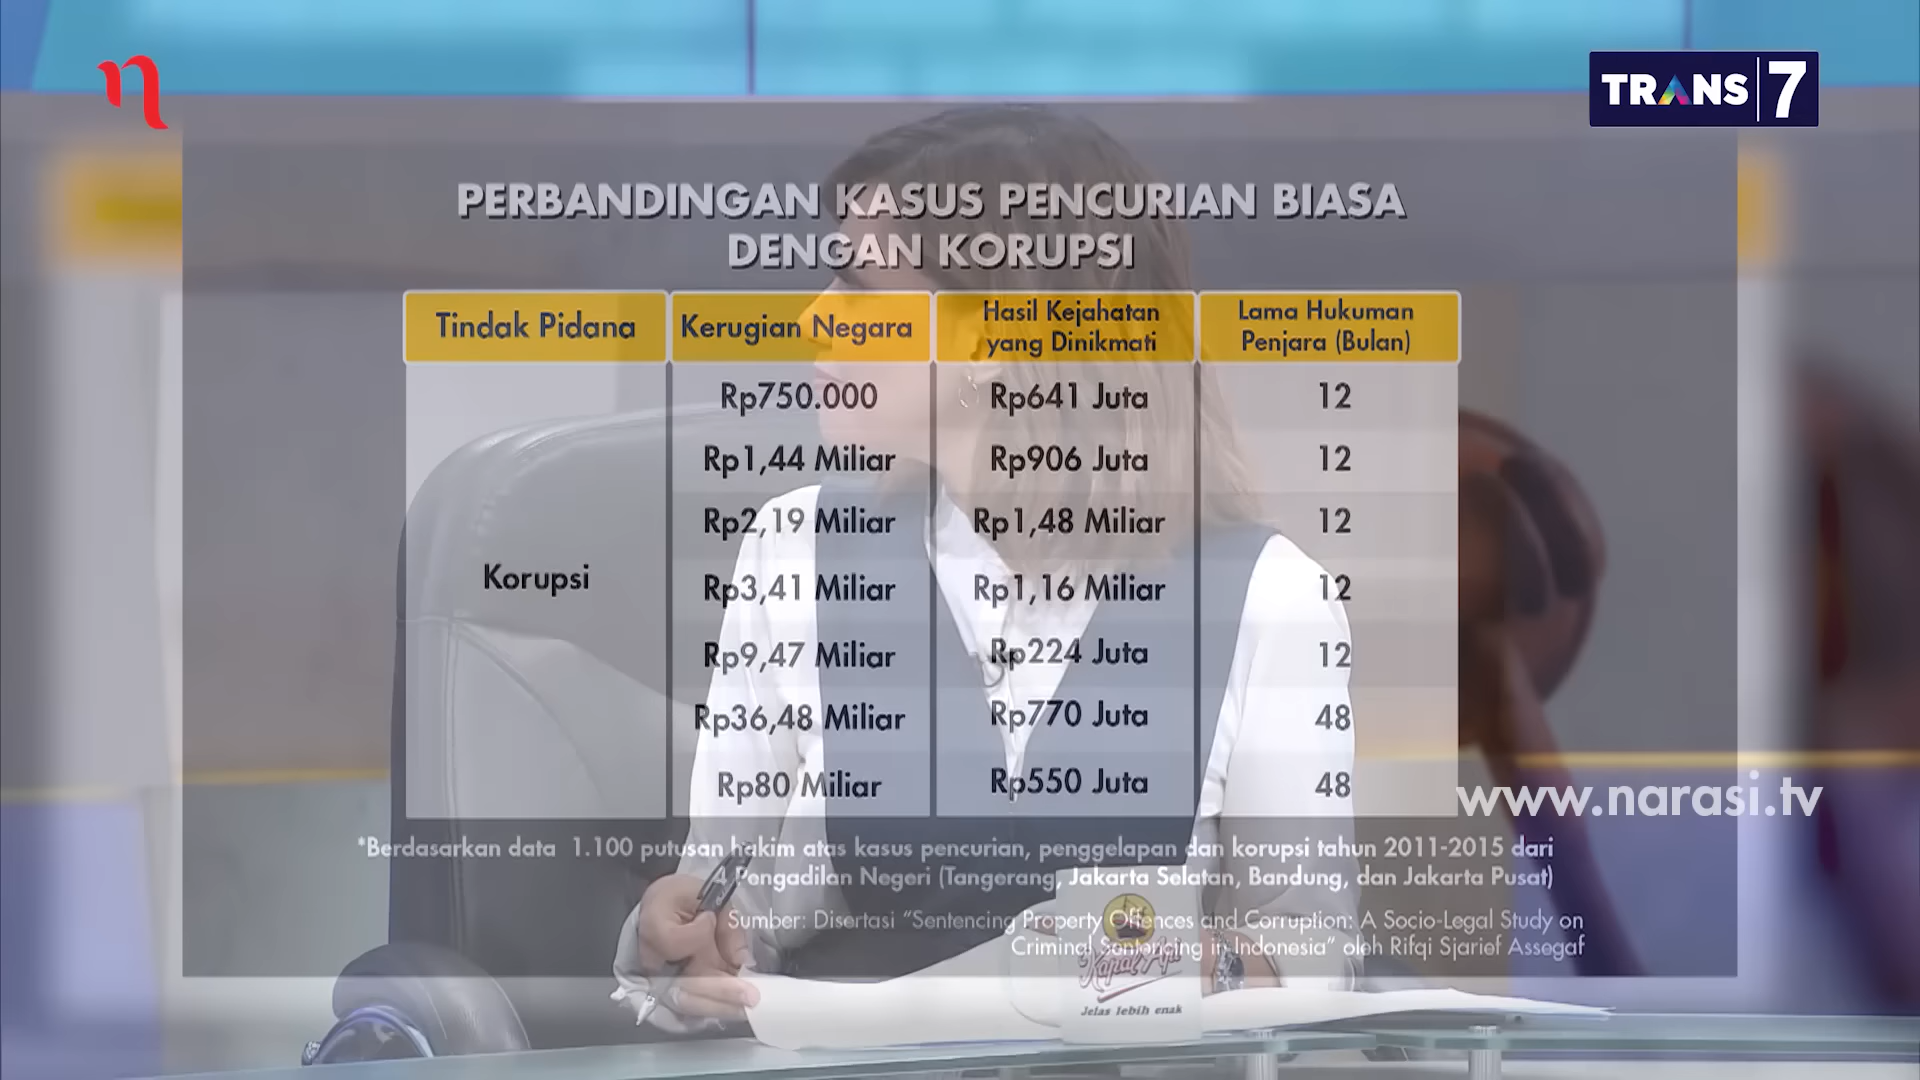 TRANS 7
PERBANDINGAN KASUS PENCURIAN BIASA
DENGAN KORUPSI
Tindak Pidana
Kerugian Negara
Hasil Kejahatan
yang Dinikmati
Lama Hukuman
Penjara (Bulan)
Korupsi
Rp750.000 Rp641 Juta 12
Rp1,44 Miliar Rp906 Juta 12
Rp2,19 Miliar Rp1,48 Miliar 12
Rp3,41 Miliar Rp1,16 Miliar 12
Rp9,47 Miliar Rp224 Juta 12
Rp36,48 Miliar Rp770 Juta 48
Rp80 Miliar Rp550 Juta 48
www.narasi.tv
*Berdasarkan data 1.100 putusan hakim atas kasus pencurian, penggelapan dan korupsi tahun 2011-2015 dari
4 Pengadilan Negeri (Tangerang, Jakarta Selatan, Bandung, dan Jakarta Pusat)
Sumber: Disertasi “Sentencing Property Offences and Corruption: A Socio-Legal Study on
Criminal Sentencing in Indonesia” oleh Rifqi Sjarief Assegaf
Kapal Api
Jelas lebih enak